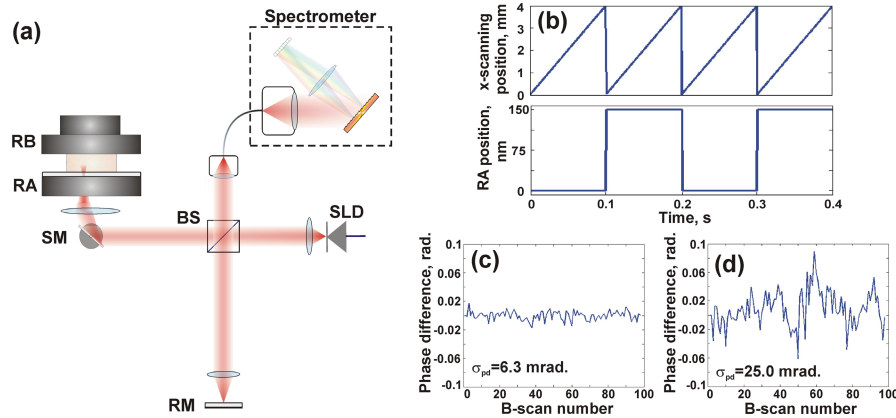 (a)
Spectrometer
RB
RA
SM
BS
SLD
RM
(b)
x-scanning
position, mm
4
3
2
1
0
RA position,
nm
150
75
0
0 0.1 0.2 0.3 0.4
Time, s
(c)
Phase difference, rad.
0.1
0.06
0.02
-0.02
-0.06
-0.1
σpd=6.3 mrad.
0 20 40 60 80 100
B-scan number
(d)
Phase difference, rad.
0.1
0.06
0.02
-0.02
-0.06
-0.1
σpd=25.0 mrad.
0 20 40 60 80 100
B-scan number